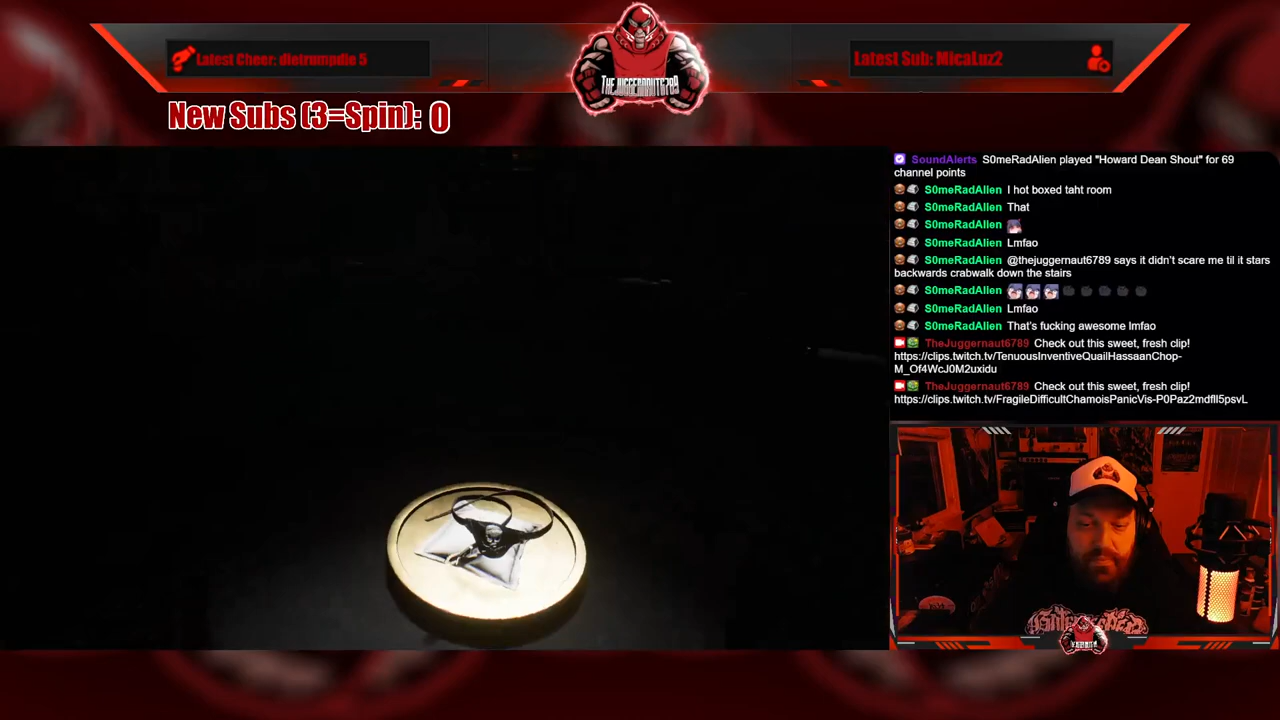 Latest Cheer: dietrumpdie 5
THEJUGGERNAUT6789
Latest Sub: MicaLuz2
New Subs (3=Spin): 0
SoundAlerts S0meRadAlien played "Howard Dean Shout" for 69
channel points
S0meRadAlien I hot boxed taht room
S0meRadAlien That
S0meRadAlien
S0meRadAlien Lmfao
S0meRadAlien @thejuggernaut6789 says it didn't scare me til it stars
backwards crabwalk down the stairs
S0meRadAlien
S0meRadAlien Lmfao
S0meRadAlien That's fucking awesome lmfao
TheJuggernaut6789 Check out this sweet, fresh clip!
https://clips.twitch.tv/TenuousInventiveQuailHassaanChop-
M_Of4WcJ0M2uxidu
TheJuggernaut6789 Check out this sweet, fresh clip!
https://clips.twitch.tv/FragileDifficultChamoisPanicVis-P0Paz2mdfIl5psvL